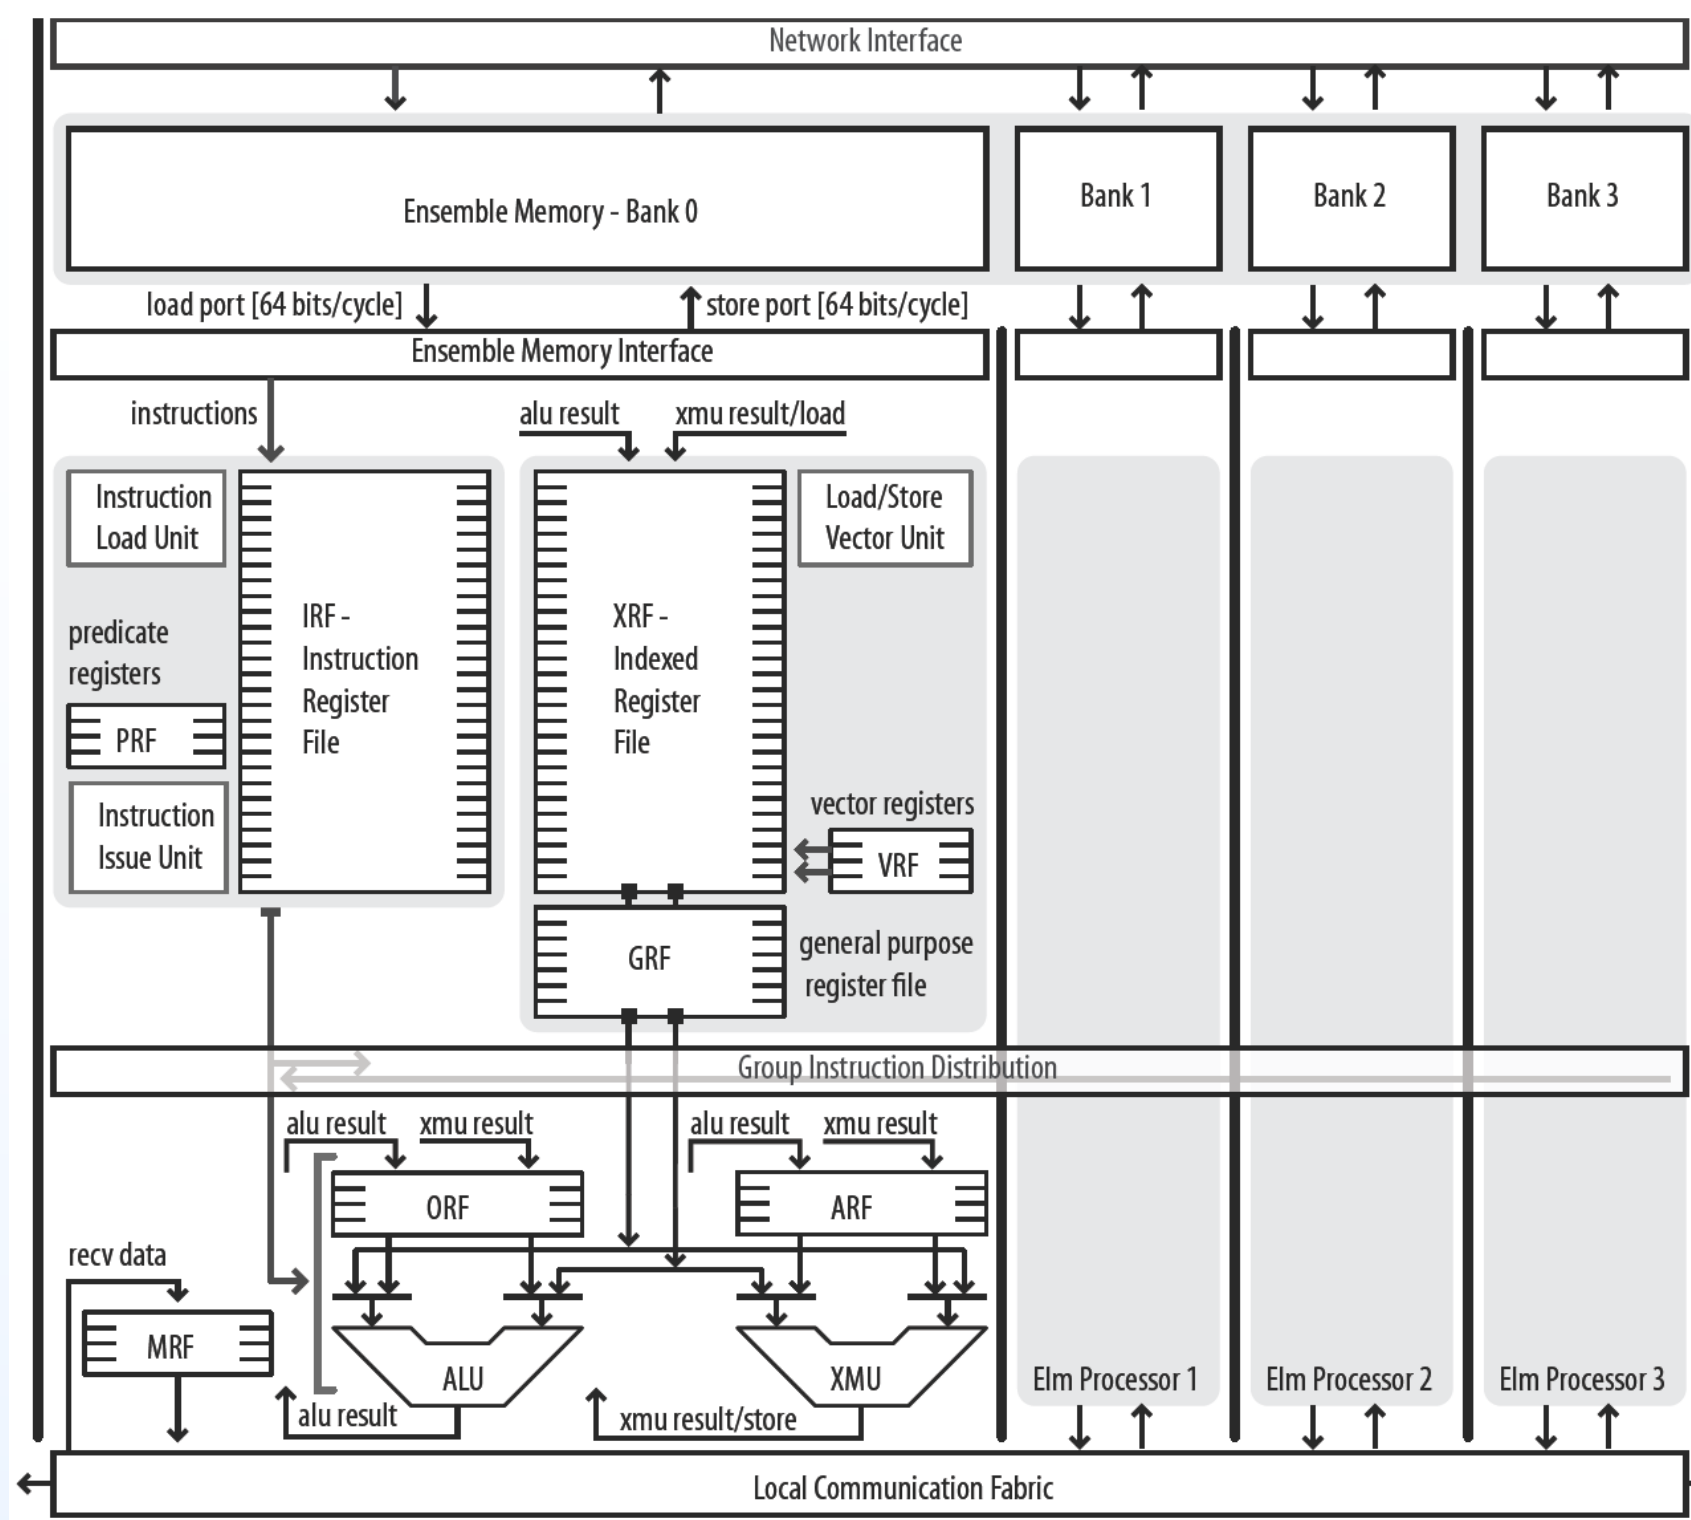 Network Interface
Ensemble Memory - Bank 0
Bank 1
Bank 2
Bank 3
load port [64 bits/cycle]
store port [64 bits/cycle]
Ensemble Memory Interface
instructions
alu result
xmu result/load
Instruction
Load Unit
IRF -
Instruction
Register
File
predicate
registers
PRF
Instruction
Issue Unit
XRF -
Indexed
Register
File
Load/Store
Vector Unit
vector registers
VRF
GRF
general purpose
register file
Group Instruction Distribution
alu result
xmu result
alu result
xmu result
ORF
ARF
recv data
MRF
ALU
XMU
alu result
xmu result/store
Elm Processor 1
Elm Processor 2
Elm Processor 3
Local Communication Fabric